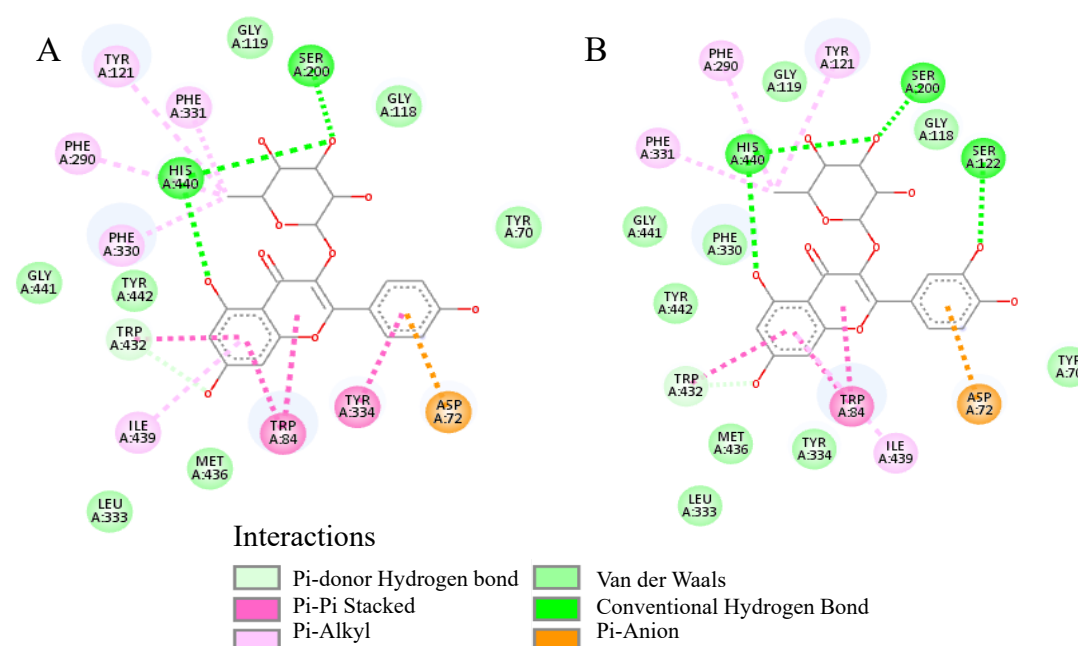 A
GLY
A:119
SER
A:200
TYR
A:121
PHE
A:331
GLY
A:118
PHE
A:290
HIS
A:440
PHE
A:330
TYR
A:70
GLY
A:441
TYR
A:442
TRP
A:432
TYR
A:334
ASP
A:72
ILE
A:439
TRP
A:84
MET
A:436
LEU
A:333
O
O
O
O
O
O
O
O
O
O
B
PHE
A:290
TYR
A:121
GLY
A:119
SER
A:200
GLY
A:118
PHE
A:331
HIS
A:440
SER
A:122
GLY
A:441
PHE
A:330
TYR
A:442
TYR
A:70
TRP
A:432
TRP
A:84
ASP
A:72
MET
A:436
TYR
A:334
ILE
A:439
LEU
A:333
O
O
O
O
O
O
O
O
O
O
O
Interactions
Pi-donor Hydrogen bond
Pi-Pi Stacked
Pi-Alkyl
Van der Waals
Conventional Hydrogen Bond
Pi-Anion